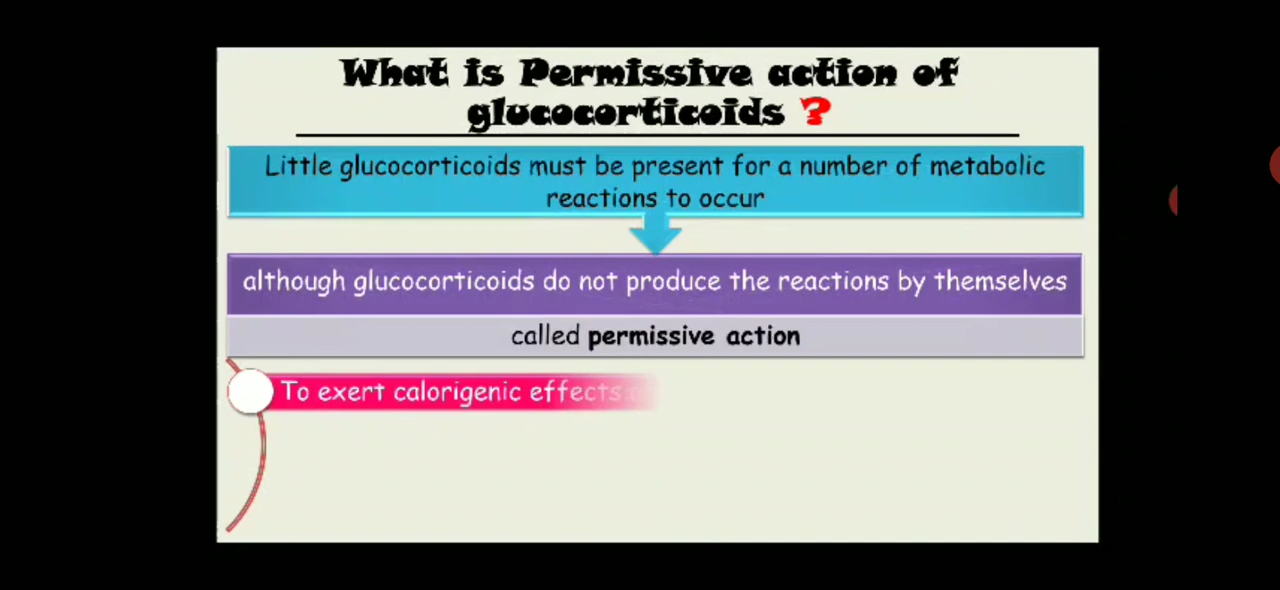 What is Permissive action of
glucocorticoids ?
Little glucocorticoids must be present for a number of metabolic
reactions to occur
although glucocorticoids do not produce the reactions by themselves
called permissive action
To exert calorigenic effects